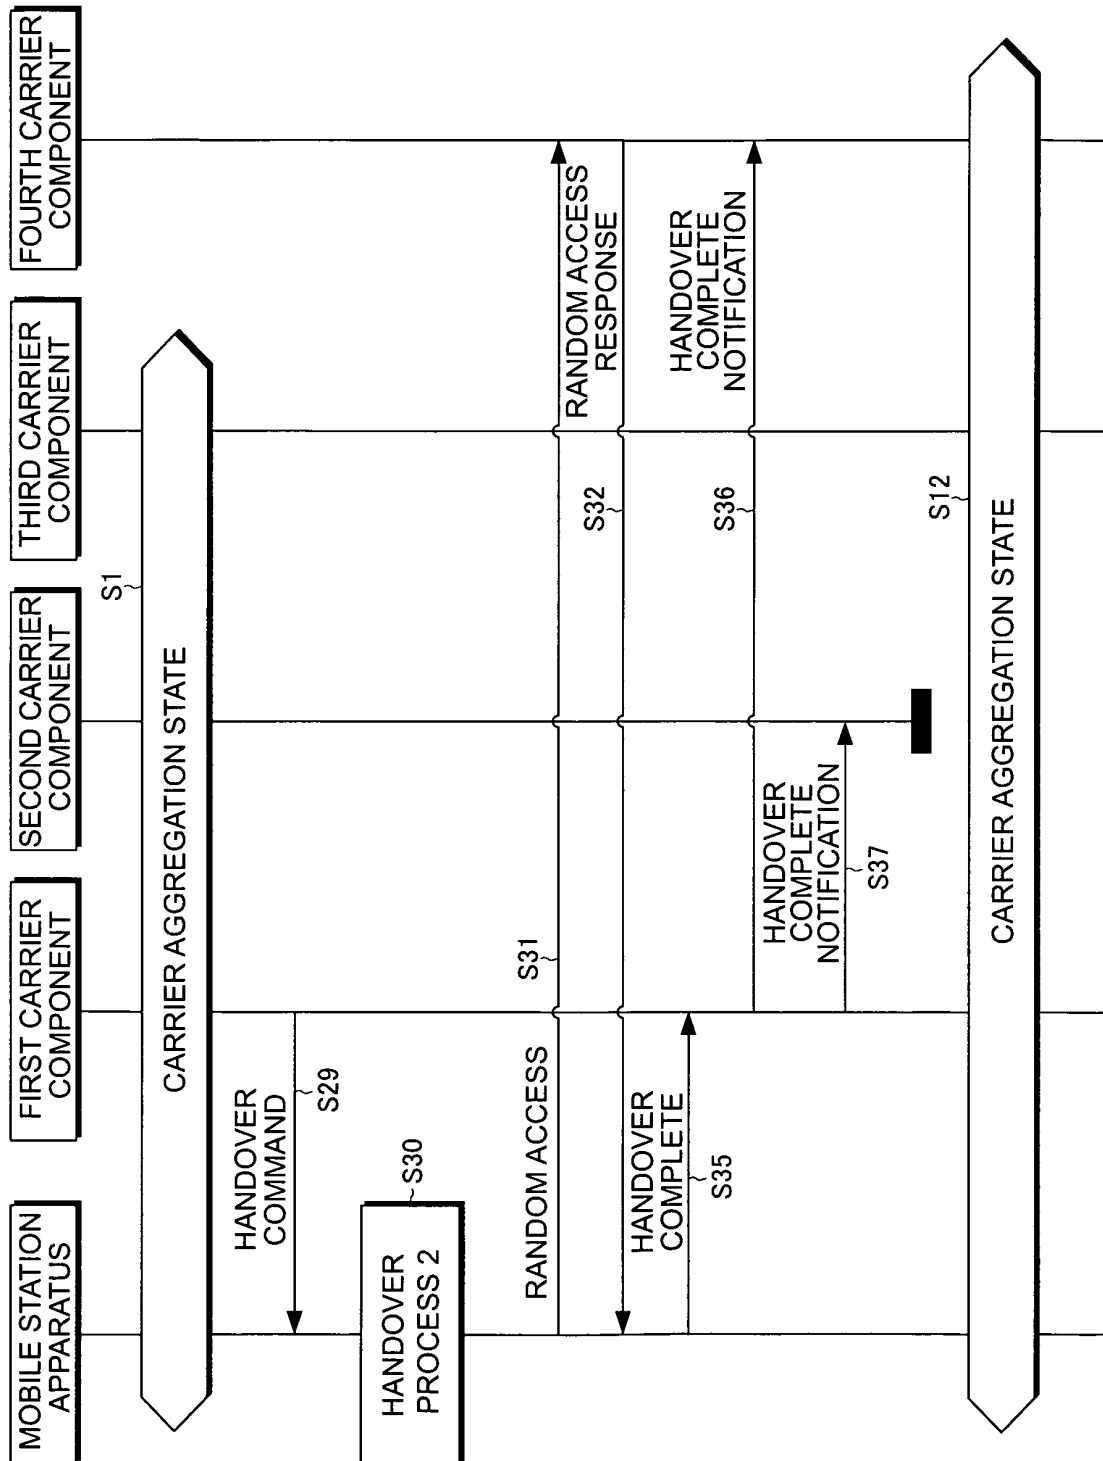 MOBILE STATION
APPARATUS
FIRST CARRIER
COMPONENT
SECOND CARRIER
COMPONENT
THIRD CARRIER
COMPONENT
FOURTH CARRIER
COMPONENT
S1
CARRIER AGGREGATION STATE
HANDOVER
COMMAND
S29
HANDOVER
PROCESS 2
S30
RANDOM ACCESS
S31
RANDOM ACCESS
RESPONSE
S32
HANDOVER
COMPLETE
S35
HANDOVER
COMPLETE
NOTIFICATION
S36
HANDOVER
COMPLETE
NOTIFICATION
S37
S12
CARRIER AGGREGATION STATE